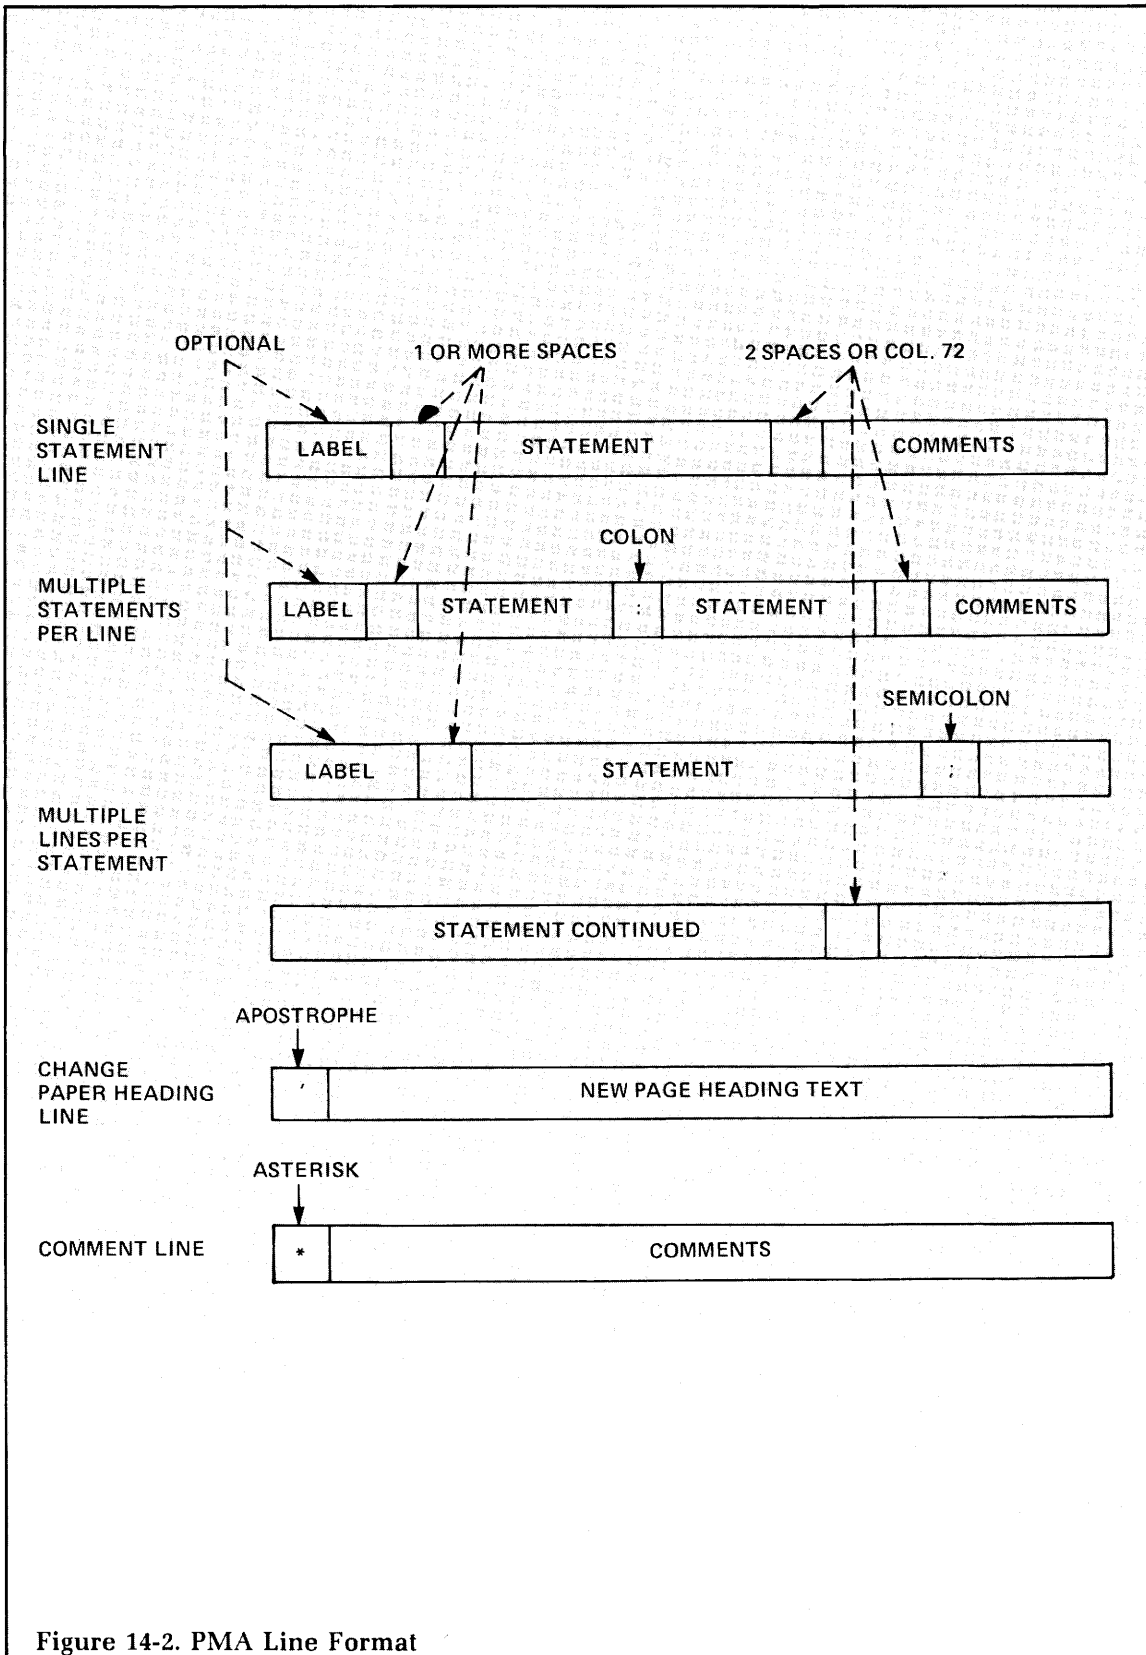 OPTIONAL 1 OR MORE SPACES 2 SPACES OR COL. 72
SINGLE
STATEMENT
LINE
LABEL STATEMENT COMMENTS
COLON
MULTIPLE
STATEMENTS
PER LINE
LABEL STATEMENT : STATEMENT COMMENTS
SEMICOLON
LABEL STATEMENT ;
MULTIPLE
LINES PER
STATEMENT
STATEMENT CONTINUED
APOSTROPHE
CHANGE
PAPER HEADING
LINE
' NEW PAGE HEADING TEXT
ASTERISK
COMMENT LINE * COMMENTS
Figure 14-2. PMA Line Format